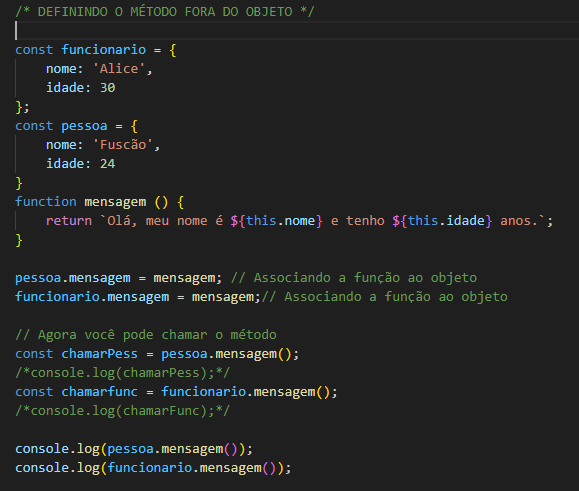 /* DEFININDO O MÉTODO FORA DO OBJETO */
const funcionario = {
    nome: 'Alice',
    idade: 30
};
const pessoa = {
    nome: 'Fuscão',
    idade: 24
}
function mensagem () {
    return `Olá, meu nome é ${this.nome} e tenho ${this.idade} anos.`;
}
pessoa.mensagem = mensagem; // Associando a função ao objeto
funcionario.mensagem = mensagem;// Associando a função ao objeto
// Agora você pode chamar o método
const chamarPess = pessoa.mensagem();
/*console.log(chamarPess);*/
const chamarfunc = funcionario.mensagem();
/*console.log(chamarFunc);*/
console.log(pessoa.mensagem());
console.log(funcionario.mensagem());